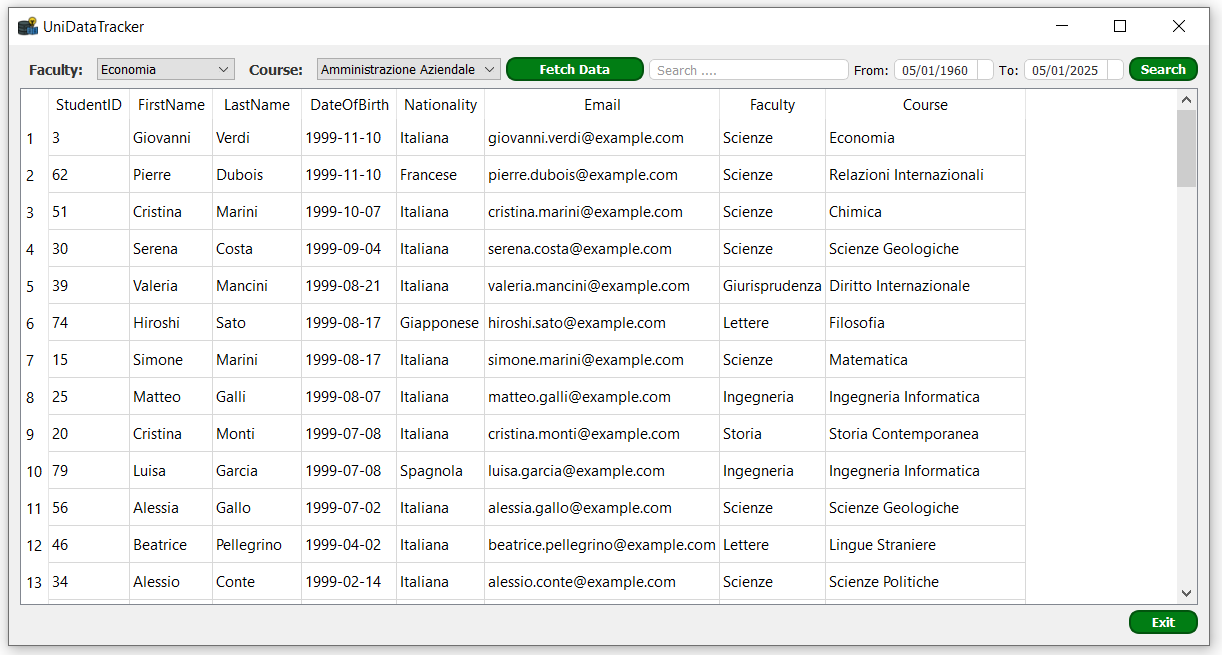 UniDataTracker
Faculty: Economia Course: Amministrazione Aziendale Fetch Data Search .... From: 05/01/1960 To: 05/01/2025 Search
StudentID FirstName LastName DateOfBirth Nationality Email Faculty Course
1 3 Giovanni Verdi 1999-11-10 Italiana giovanni.verdi@example.com Scienze Economia
2 62 Pierre Dubois 1999-11-10 Francese pierre.dubois@example.com Scienze Relazioni Internazionali
3 51 Cristina Marini 1999-10-07 Italiana cristina.marini@example.com Scienze Chimica
4 30 Serena Costa 1999-09-04 Italiana serena.costa@example.com Scienze Scienze Geologiche
5 39 Valeria Mancini 1999-08-21 Italiana valeria.mancini@example.com Giurisprudenza Diritto Internazionale
6 74 Hiroshi Sato 1999-08-17 Giapponese hiroshi.sato@example.com Lettere Filosofia
7 15 Simone Marini 1999-08-17 Italiana simone.marini@example.com Scienze Matematica
8 25 Matteo Galli 1999-08-07 Italiana matteo.galli@example.com Ingegneria Ingegneria Informatica
9 20 Cristina Monti 1999-07-08 Italiana cristina.monti@example.com Storia Storia Contemporanea
10 79 Luisa Garcia 1999-07-08 Spagnola luisa.garcia@example.com Ingegneria Ingegneria Informatica
11 56 Alessia Gallo 1999-07-02 Italiana alessia.gallo@example.com Scienze Scienze Geologiche
12 46 Beatrice Pellegrino 1999-04-02 Italiana beatrice.pellegrino@example.com Lettere Lingue Straniere
13 34 Alessio Conte 1999-02-14 Italiana alessio.conte@example.com Scienze Scienze Politiche
Exit